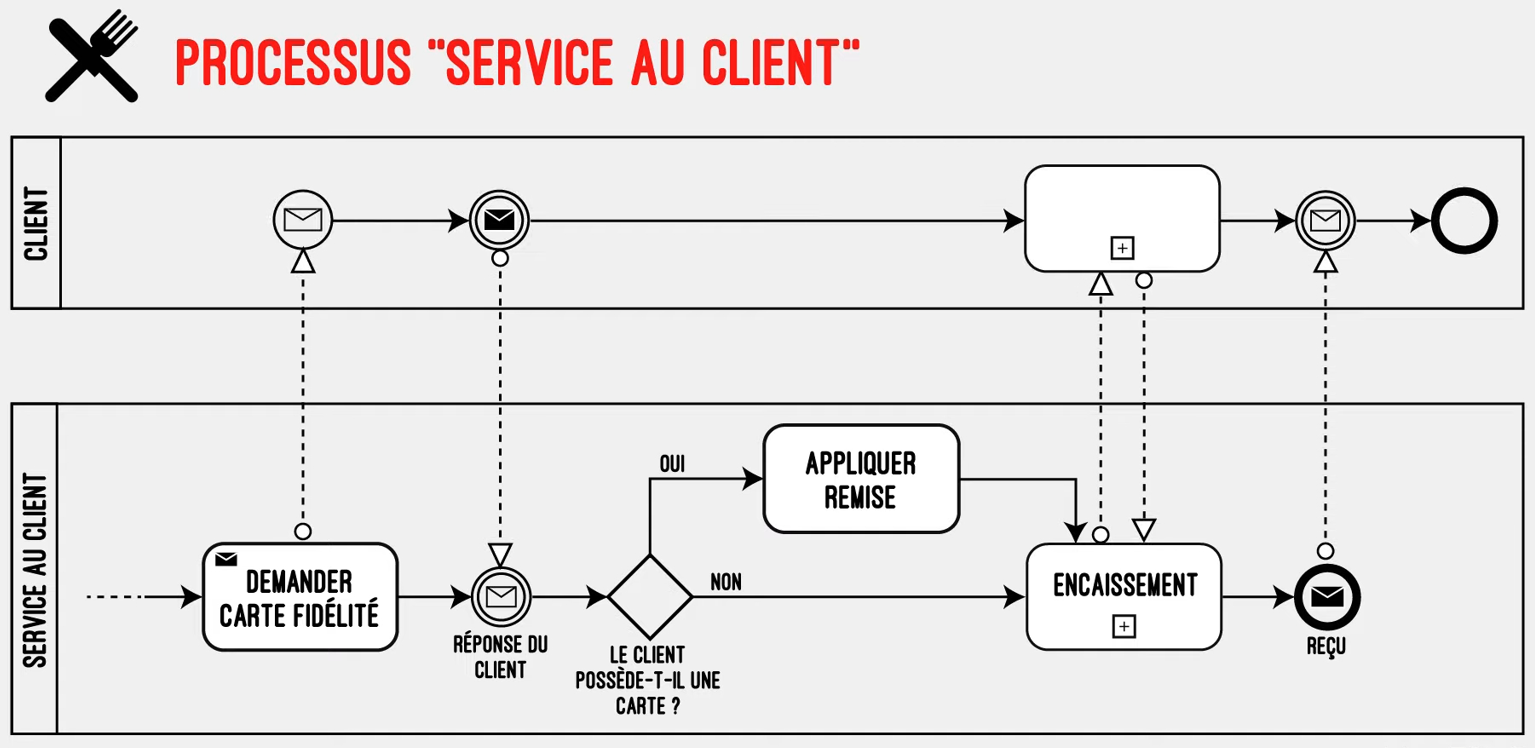 PROCESSUS "SERVICE AU CLIENT"
CLIENT
SERVICE AU CLIENT
DEMANDER
CARTE FIDÉLITÉ
RÉPONSE DU
CLIENT
LE CLIENT
POSSÈDE-T-IL UNE
CARTE ?
OUI
NON
APPLIQUER
REMISE
ENCAISSEMENT
REÇU